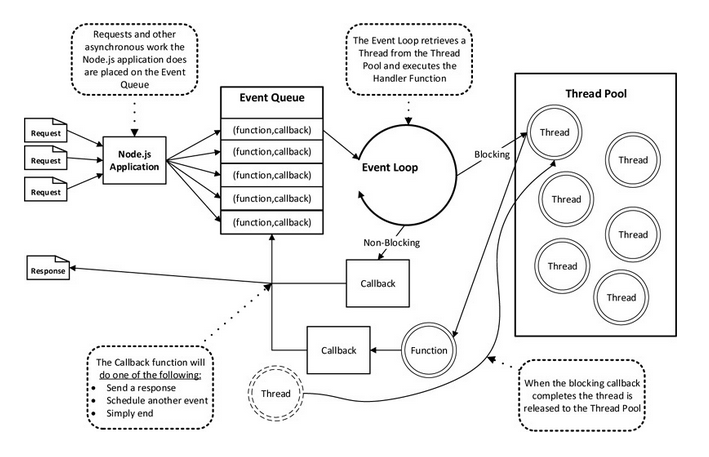 Requests and other
asynchronous work the
Node.js application does
are placed on the Event
Queue
The Event Loop retrieves a
Thread from the Thread
Pool and executes the
Handler Function
Event Queue
Thread Pool
Request
Request
Request
Node.js
Application
(function,callback)
(function,callback)
(function,callback)
(function,callback)
(function,callback)
Event Loop
Blocking
Non-Blocking
Thread
Thread
Thread
Thread
Thread
Thread
Response
Callback
Callback
Function
Thread
The Callback function will
do one of the following:
• Send a response
• Schedule another event
• Simply end
When the blocking callback
completes the thread is
released to the Thread Pool